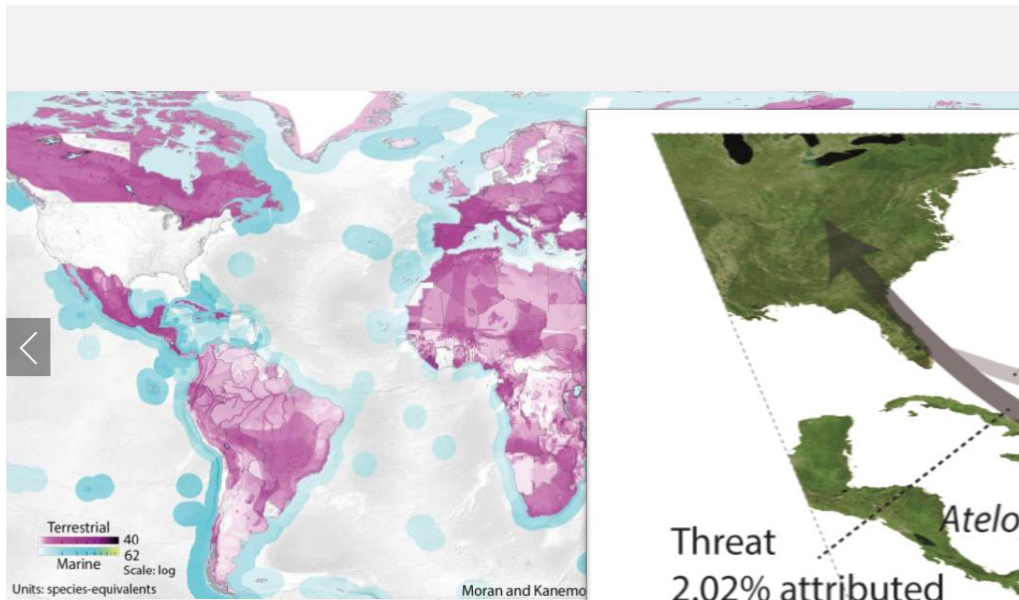 Terrestrial
40
62
Marine
Scale: log
Units: species-equivalents
Moran and Kanemo
Atelo
Threat
2.02% attributed